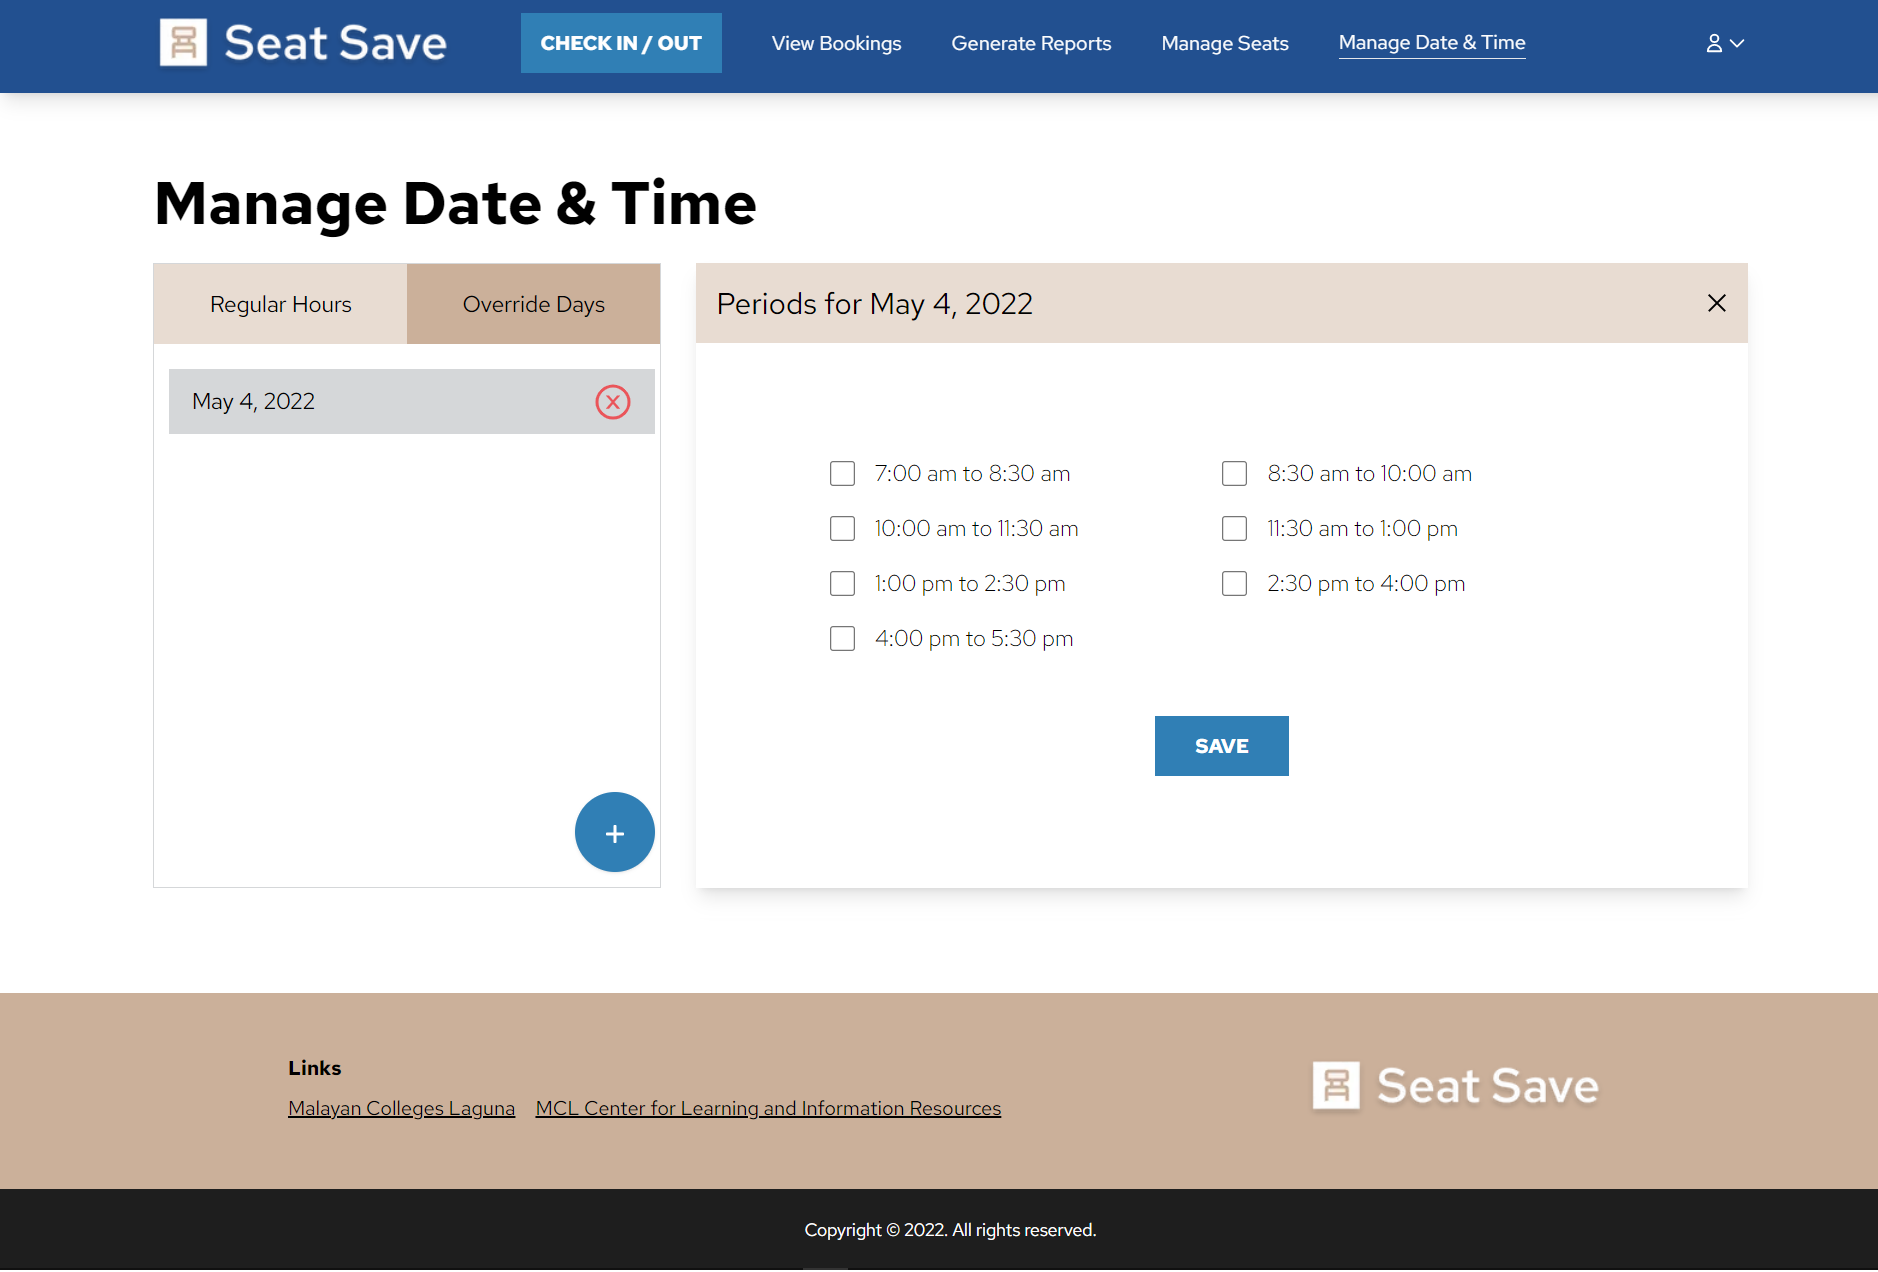 Seat Save
CHECK IN / OUT
View Bookings
Generate Reports
Manage Seats
Manage Date & Time
Manage Date & Time
Regular Hours
Override Days
May 4, 2022
Periods for May 4, 2022
7:00 am to 8:30 am
8:30 am to 10:00 am
10:00 am to 11:30 am
11:30 am to 1:00 pm
1:00 pm to 2:30 pm
2:30 pm to 4:00 pm
4:00 pm to 5:30 pm
SAVE
Links
Malayan Colleges Laguna
MCL Center for Learning and Information Resources
Seat Save
Copyright © 2022. All rights reserved.